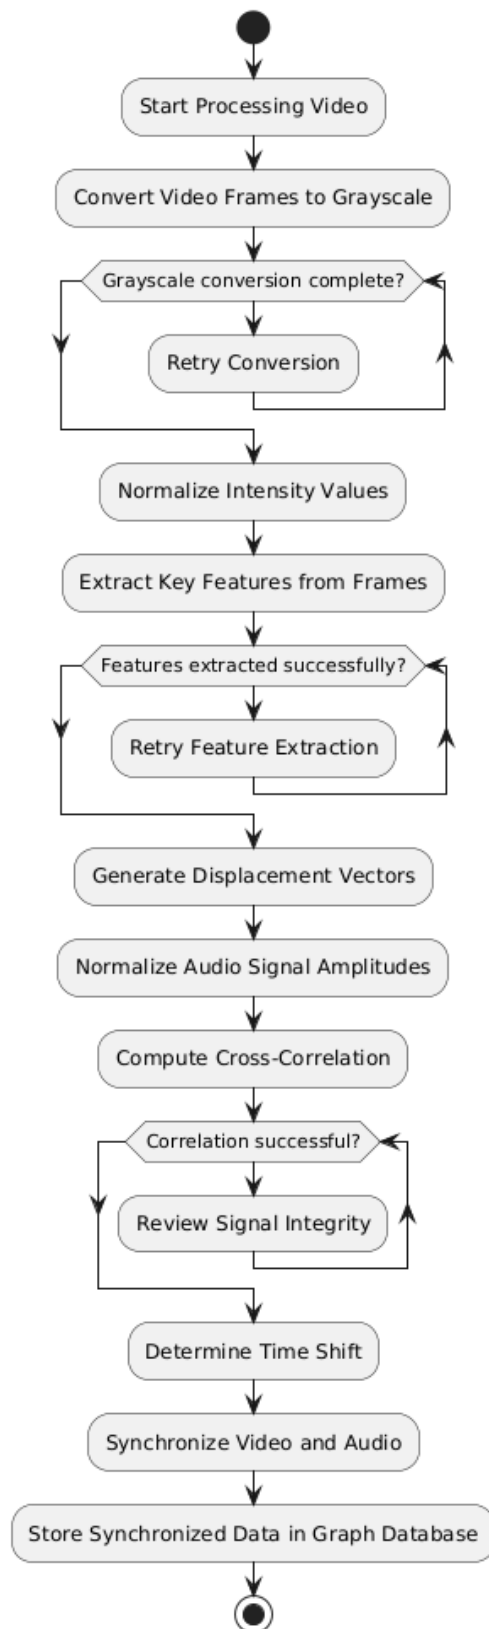 Start Processing Video
Convert Video Frames to Grayscale
Grayscale conversion complete?
Retry Conversion
Normalize Intensity Values
Extract Key Features from Frames
Features extracted successfully?
Retry Feature Extraction
Generate Displacement Vectors
Normalize Audio Signal Amplitudes
Compute Cross-Correlation
Correlation successful?
Review Signal Integrity
Determine Time Shift
Synchronize Video and Audio
Store Synchronized Data in Graph Database